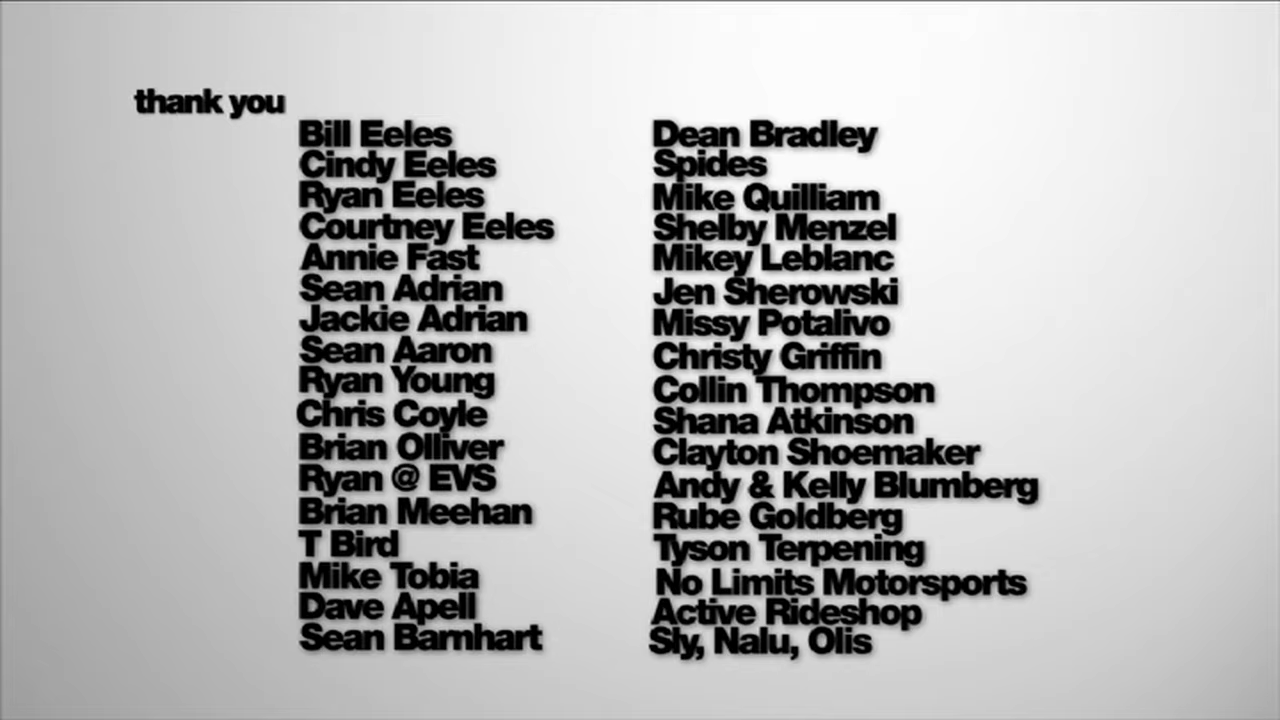 thank you
Bill Eeles
Cindy Eeles
Ryan Eeles
Courtney Eeles
Annie Fast
Sean Adrian
Jackie Adrian
Sean Aaron
Ryan Young
Chris Coyle
Brian Olliver
Ryan @ EVS
Brian Meehan
T Bird
Mike Tobia
Dave Apell
Sean Barnhart
Dean Bradley
Spides
Mike Quilliam
Shelby Menzel
Mikey Leblanc
Jen Sherowski
Missy Potalivo
Christy Griffin
Collin Thompson
Shana Atkinson
Clayton Shoemaker
Andy & Kelly Blumberg
Rube Goldberg
Tyson Terpening
No Limits Motorsports
Active Rideshop
Sly, Nalu, Olis